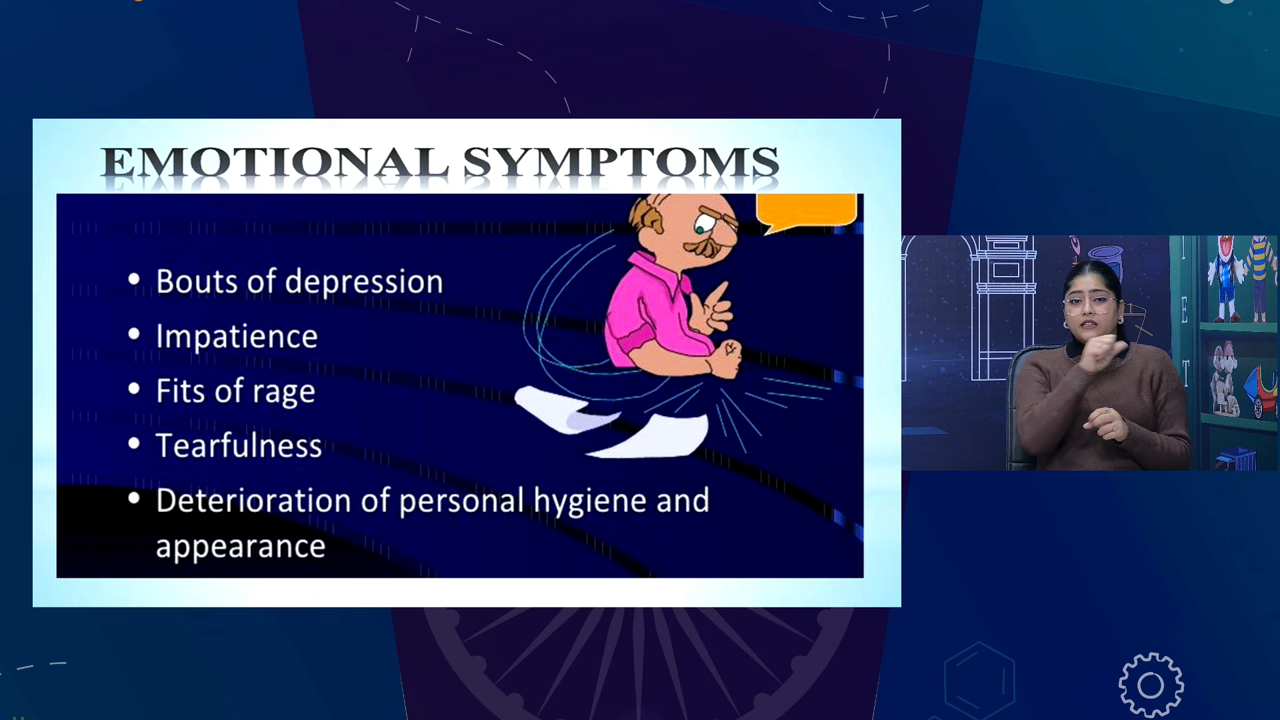 EMOTIONAL SYMPTOMS
• Bouts of depression
• Impatience
• Fits of rage
• Tearfulness
• Deterioration of personal hygiene and
appearance